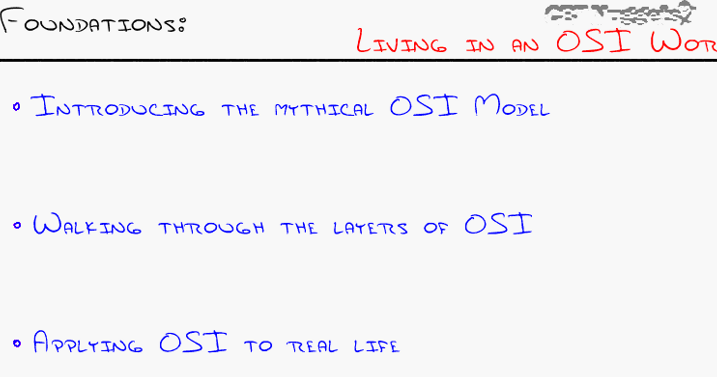 Foundations:
Living in an OSI Wor
• Introducing the mythical OSI Model
• Walking through the layers of OSI
• Applying OSI to real life